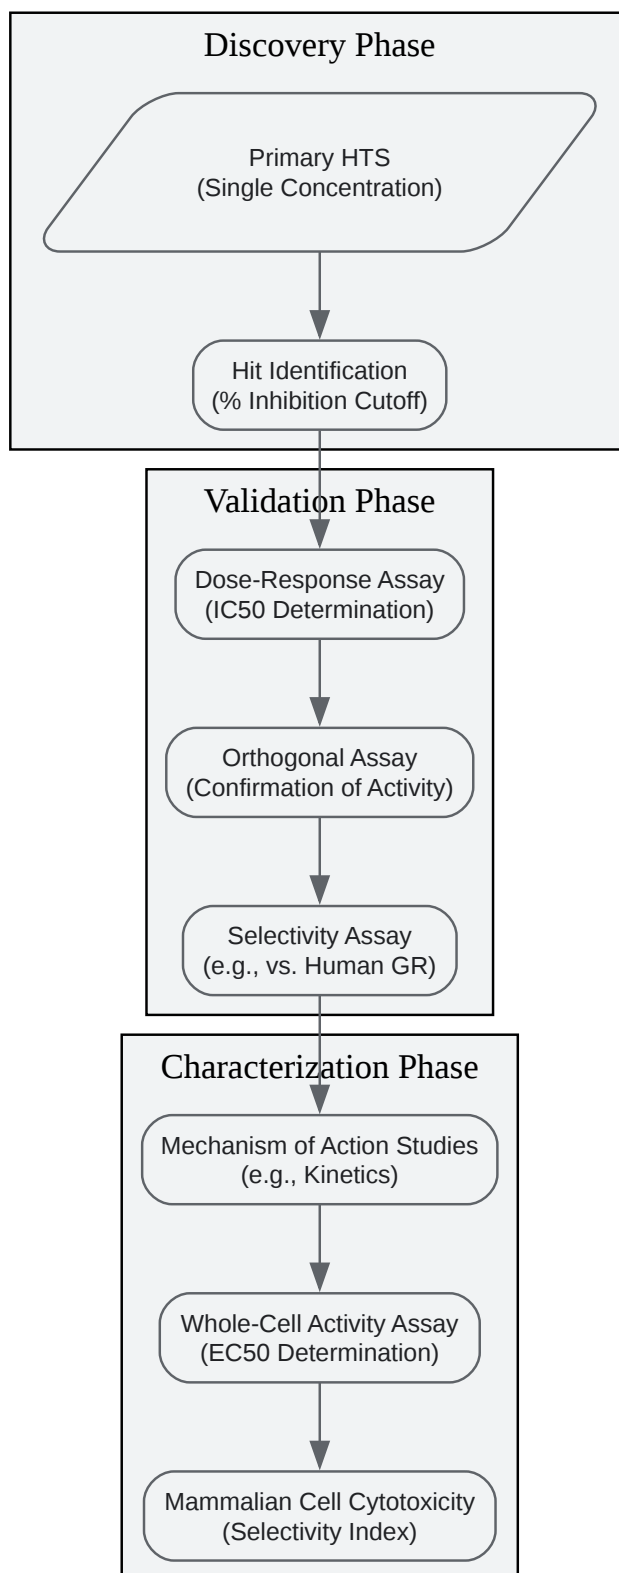 Discovery Phase
Primary HTS
(Single Concentration)
Hit Identification
(% Inhibition Cutoff)
Validation Phase
Dose-Response Assay
(IC50 Determination)
Orthogonal Assay
(Confirmation of Activity)
Selectivity Assay
(e.g., vs. Human GR)
Characterization Phase
Mechanism of Action Studies
(e.g., Kinetics)
Whole-Cell Activity Assay
(EC50 Determination)
Mammalian Cell Cytotoxicity
(Selectivity Index)